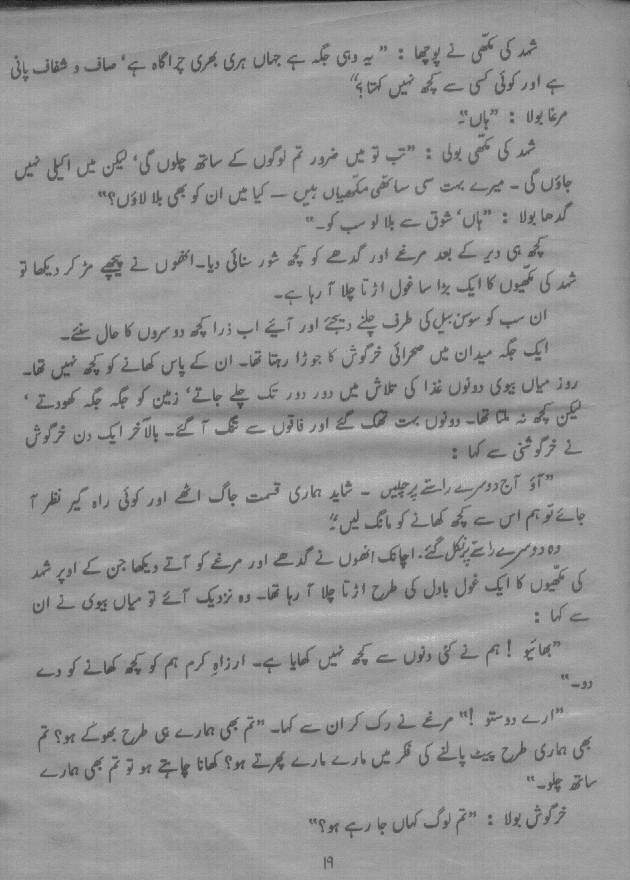 شہد کی مکھّی نے پوچھا : " یہ وہی جگہ ہے جہاں ہری بھری چراگاہ ہے، صاف و شفاف پانی
ہے اور کوئی کسی سے کچھ نہیں کہتا؟"
مرغا بولا : "ہاں"۔
شہد کی مکھّی بولی : "تب تو میں ضرور تم لوگوں کے ساتھ چلوں گی، لیکن میں اکیلی نہیں
جاؤں گی ۔ میرے بہت سی ساتھی مکھّیاں ہیں — کیا میں ان کو بھی بلا لاؤں؟"
گدھا بولا : "ہاں، شوق سے بلا لو سب کو۔"
کچھ ہی دیر کے بعد مرغے اور گدھے کو کچھ شور سنائی دیا۔ انھوں نے پیچھے مڑ کر دیکھا تو
شہد کی مکھّیوں کا ایک بڑا سا غول اڑتا چلا آ رہا ہے۔
ان سب کو سوسن بیل کی طرف چلنے دیجئے اور آیئے اب ذرا کچھ دوسروں کا حال سنئے۔
ایک جگہ میدان میں صحرائی خرگوش کا جوڑا رہتا تھا۔ ان کے پاس کھانے کو کچھ نہیں تھا۔
روز میاں بیوی دونوں غذا کی تلاش میں دور دور تک چلے جاتے، زمین کو جگہ جگہ کھودتے ،
لیکن کچھ نہ ملتا تھا۔ دونوں بہت تھک گئے اور فاقوں سے تنگ آ گئے۔ بالآخر ایک دن خرگوش
نے خرگوشنی سے کہا :
"آؤ آج دوسرے راستے پر چلیں ۔ شاید ہماری قسمت جاگ اٹھے اور کوئی راہ گیر نظر آ
جائے تو ہم اس سے کچھ کھانے کو مانگ لیں"۔
وہ دوسرے راستے پر نکل گئے۔ اچانک انھوں نے گدھے اور مرغے کو آتے دیکھا جن کے اوپر شہد
کی مکھّیوں کا ایک غول بادل کی طرح اڑتا چلا آ رہا تھا۔ وہ نزدیک آئے تو میاں بیوی نے ان
سے کہا :
"بھائیو ! ہم نے کئی دنوں سے کچھ نہیں کھایا ہے۔ ازراہِ کرم ہم کو کچھ کھانے کو دے
دو۔"
"ارے دوستو !" مرغے نے رک کر ان سے کہا۔ "تم بھی ہمارے ہی طرح بھوکے ہو؟ تم
بھی ہماری طرح پیٹ پالنے کی فکر میں مارے مارے پھرتے ہو؟ کھانا چاہتے ہو تو تم بھی ہمارے
ساتھ چلو۔"
خرگوش بولا : "تم لوگ کہاں جا رہے ہو؟"
۱۹